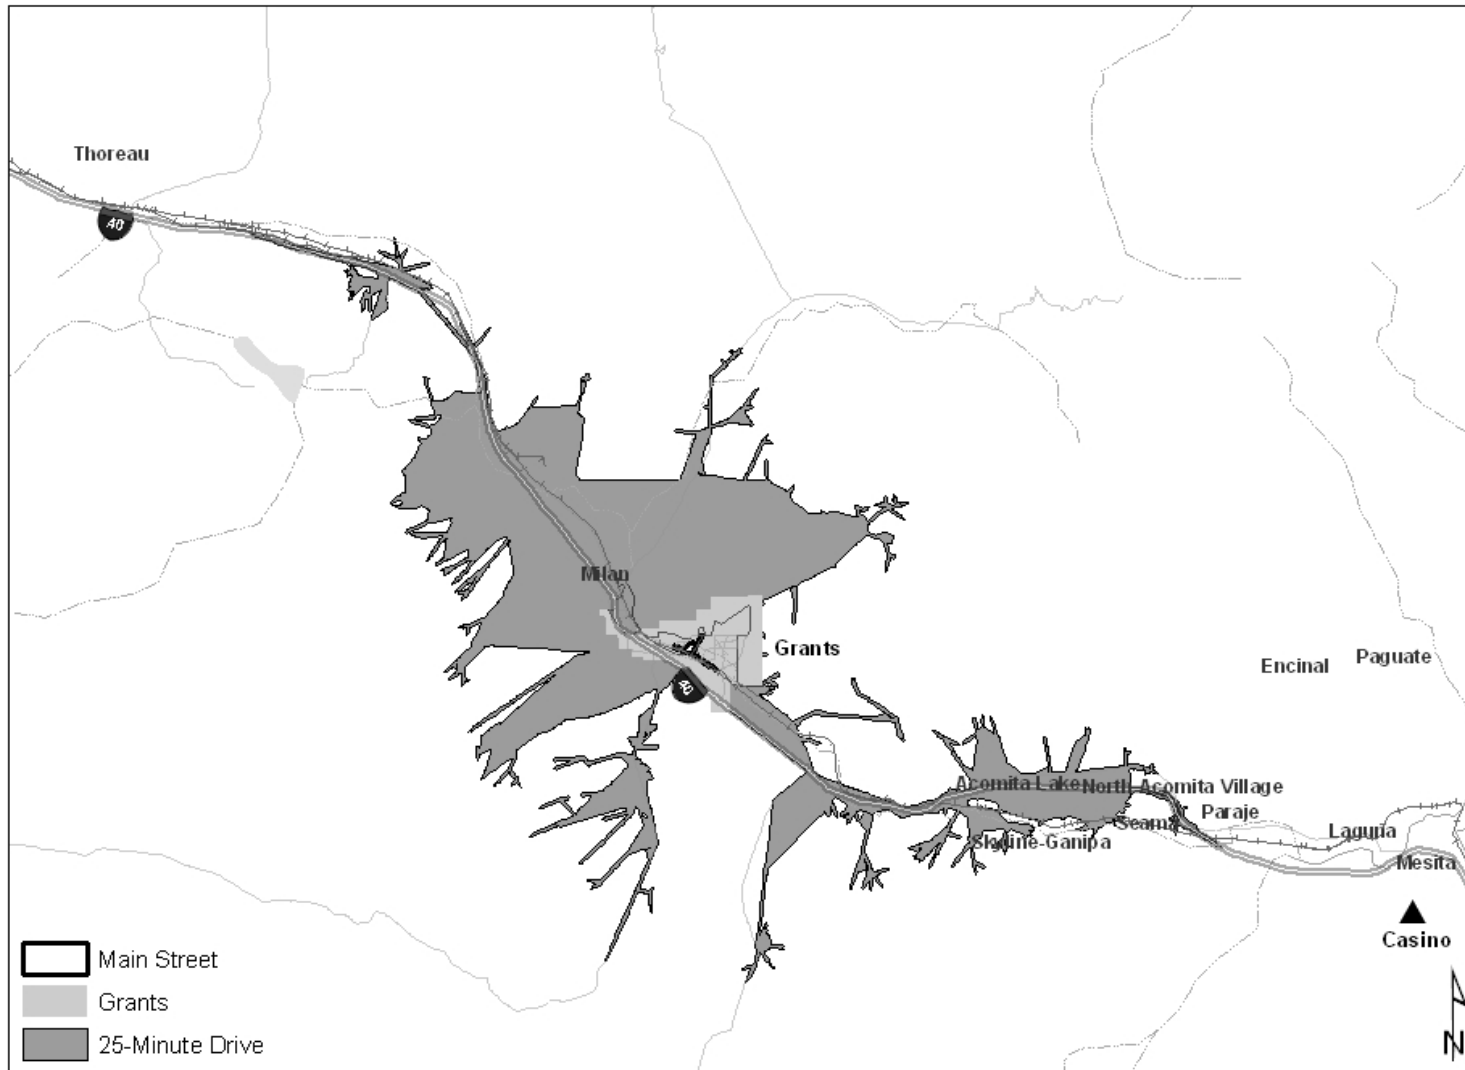 Thoreau
40
Milan
Grants
40
Encinal
Paguate
Acomita Lake
North Acomita Village
Paraje
Seama
Skyline-Ganipa
Laguna
Mesita
Casino
Main Street
Grants
25-Minute Drive
N